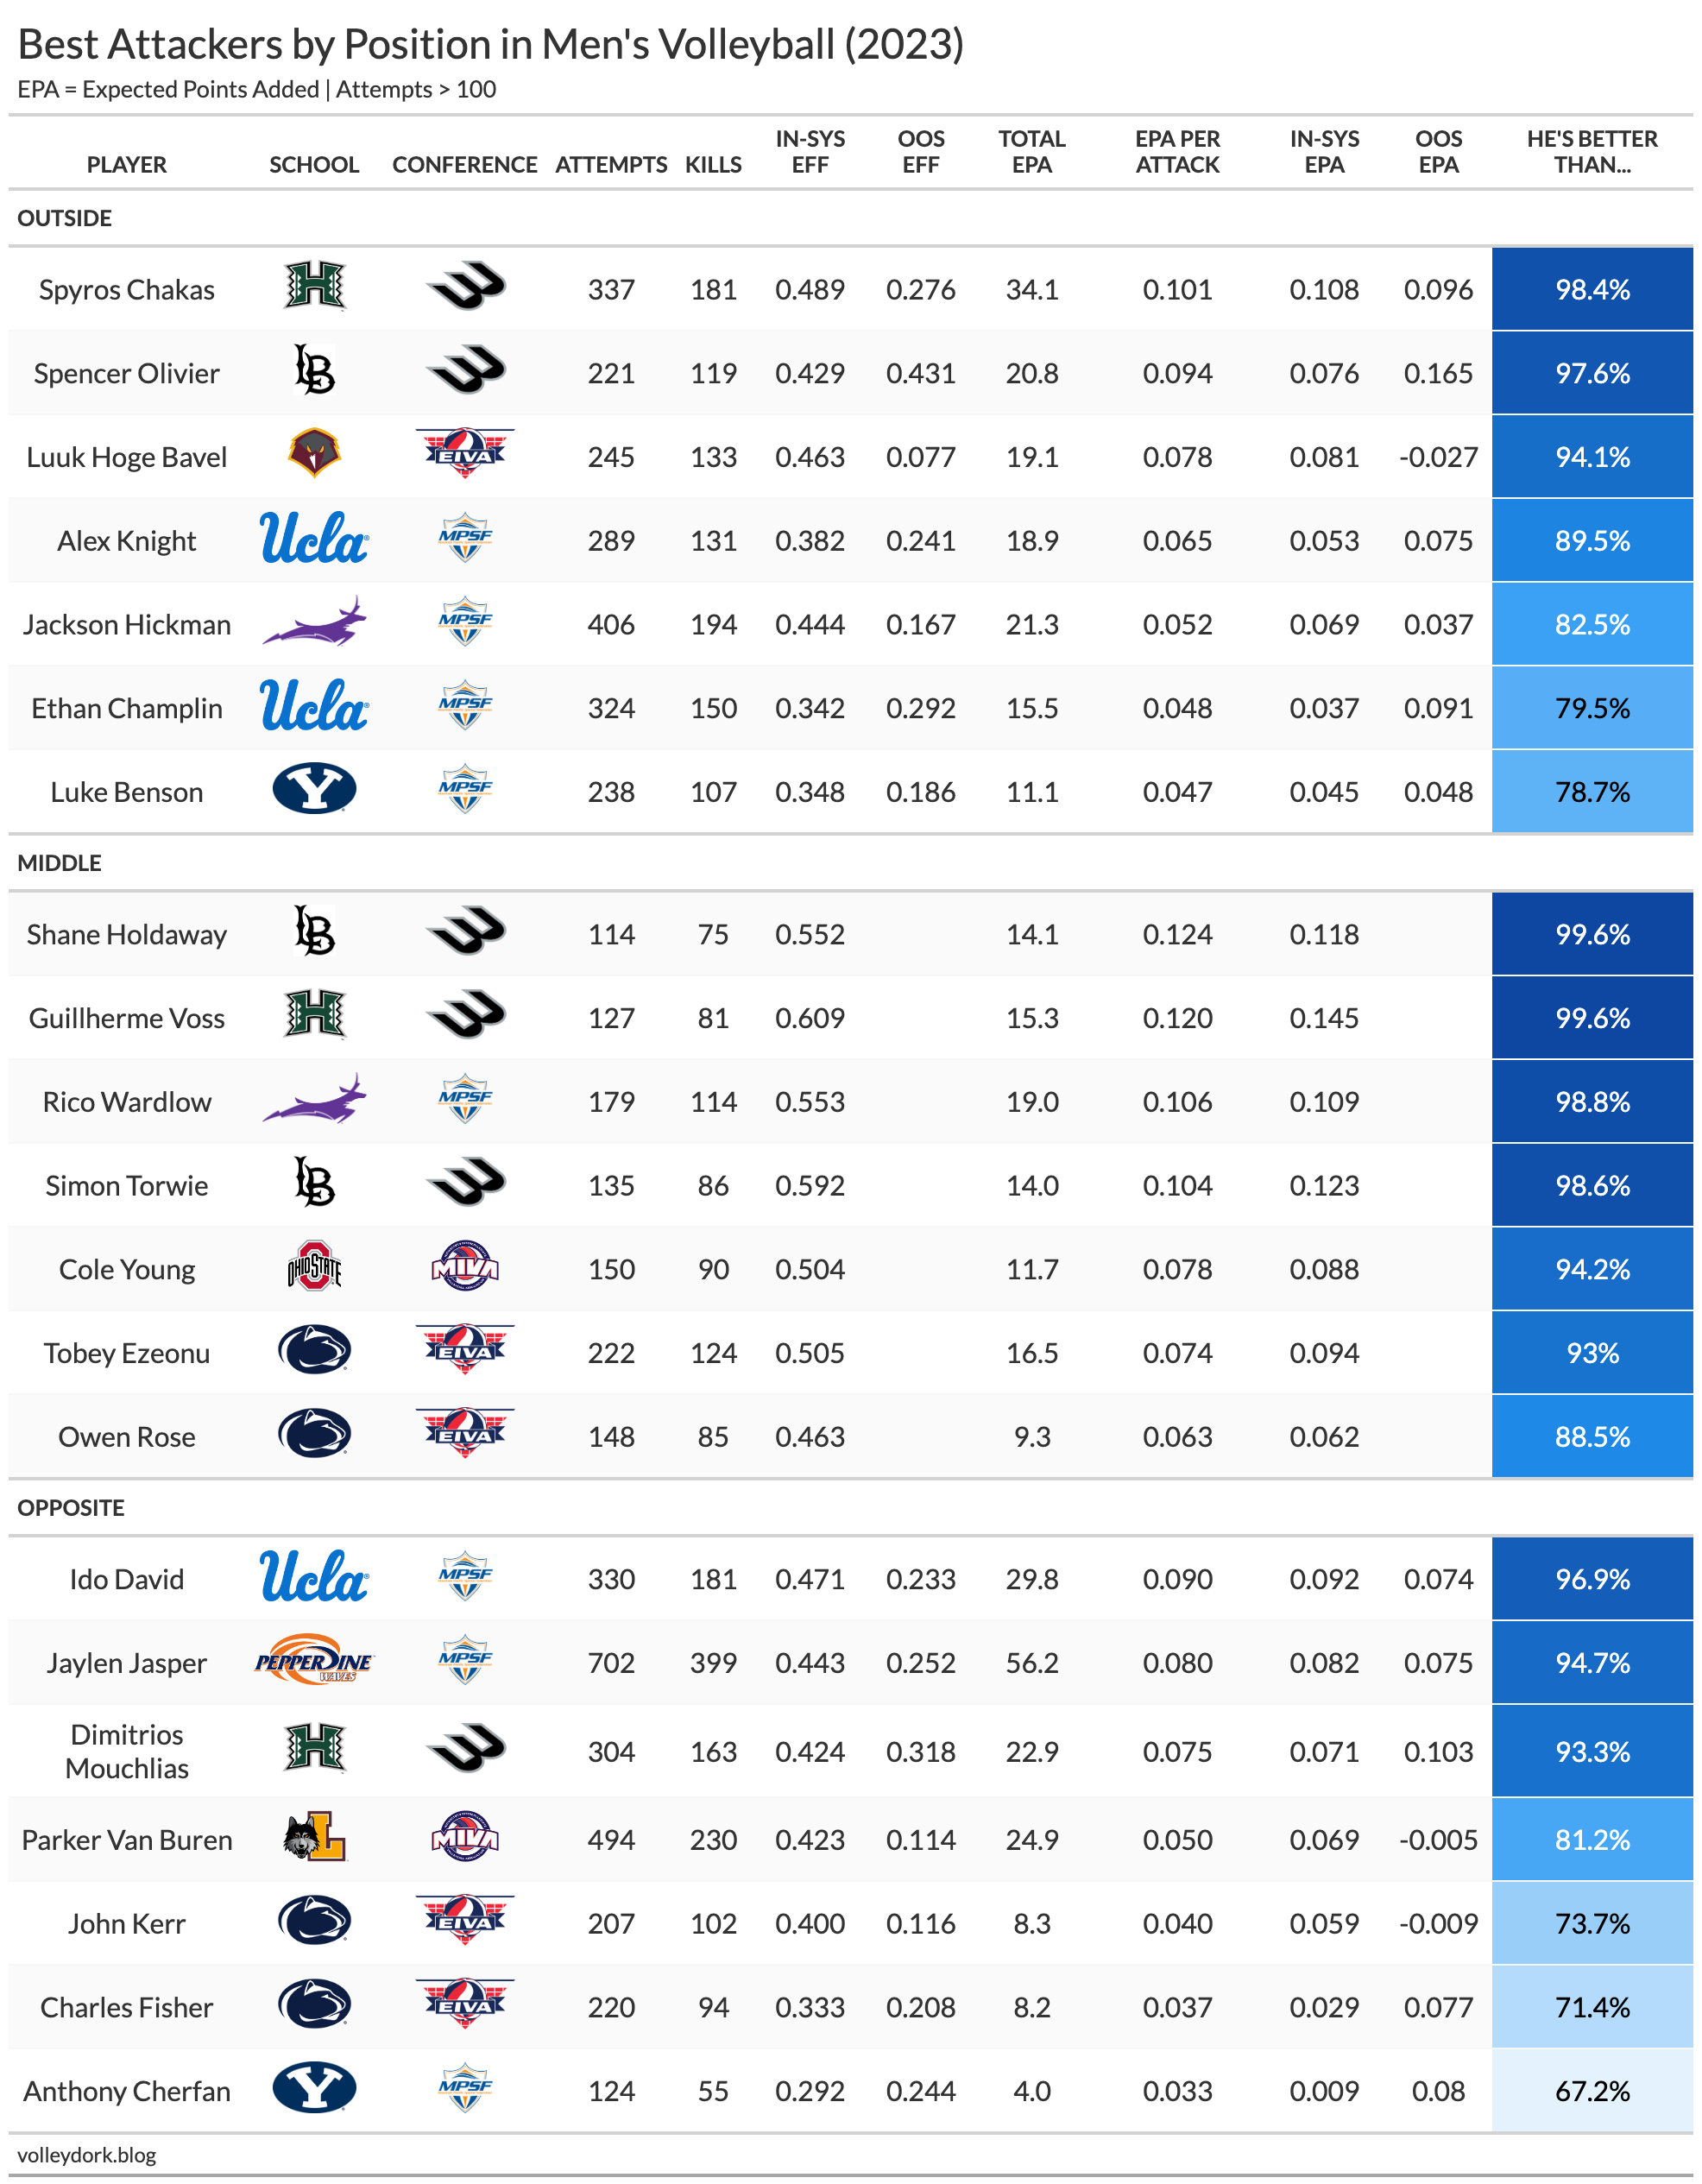 Best Attackers by Position in Men's Volleyball (2023)
EPA = Expected Points Added | Attempts > 100
PLAYER SCHOOL CONFERENCE ATTEMPTS KILLS IN-SYS EFF OOS EFF TOTAL EPA EPA PER ATTACK IN-SYS EPA OOS EPA HE'S BETTER THAN...
OUTSIDE
Spyros Chakas H 337 181 0.489 0.276 34.1 0.101 0.108 0.096 98.4%
Spencer Olivier LB 221 119 0.429 0.431 20.8 0.094 0.076 0.165 97.6%
Luuk Hoge Bavel EIVA 245 133 0.463 0.077 19.1 0.078 0.081 -0.027 94.1%
Alex Knight Ucla MPSF 289 131 0.382 0.241 18.9 0.065 0.053 0.075 89.5%
Jackson Hickman MPSF 406 194 0.444 0.167 21.3 0.052 0.069 0.037 82.5%
Ethan Champlin Ucla MPSF 324 150 0.342 0.292 15.5 0.048 0.037 0.091 79.5%
Luke Benson Y MPSF 238 107 0.348 0.186 11.1 0.047 0.045 0.048 78.7%
MIDDLE
Shane Holdaway LB 114 75 0.552 14.1 0.124 0.118 99.6%
Guillherme Voss H 127 81 0.609 15.3 0.120 0.145 99.6%
Rico Wardlow MPSF 179 114 0.553 19.0 0.106 0.109 98.8%
Simon Torwie LB 135 86 0.592 14.0 0.104 0.123 98.6%
Cole Young OHIO STATE MIVA 150 90 0.504 11.7 0.078 0.088 94.2%
Tobey Ezeonu EIVA 222 124 0.505 16.5 0.074 0.094 93%
Owen Rose EIVA 148 85 0.463 9.3 0.063 0.062 88.5%
OPPOSITE
Ido David Ucla MPSF 330 181 0.471 0.233 29.8 0.090 0.092 0.074 96.9%
Jaylen Jasper PEPPERDINE WAVES MPSF 702 399 0.443 0.252 56.2 0.080 0.082 0.075 94.7%
Dimitrios Mouchlias H 304 163 0.424 0.318 22.9 0.075 0.071 0.103 93.3%
Parker Van Buren L MIVA 494 230 0.423 0.114 24.9 0.050 0.069 -0.005 81.2%
John Kerr EIVA 207 102 0.400 0.116 8.3 0.040 0.059 -0.009 73.7%
Charles Fisher EIVA 220 94 0.333 0.208 8.2 0.037 0.029 0.077 71.4%
Anthony Cherfan Y MPSF 124 55 0.292 0.244 4.0 0.033 0.009 0.08 67.2%
volleydork.blog